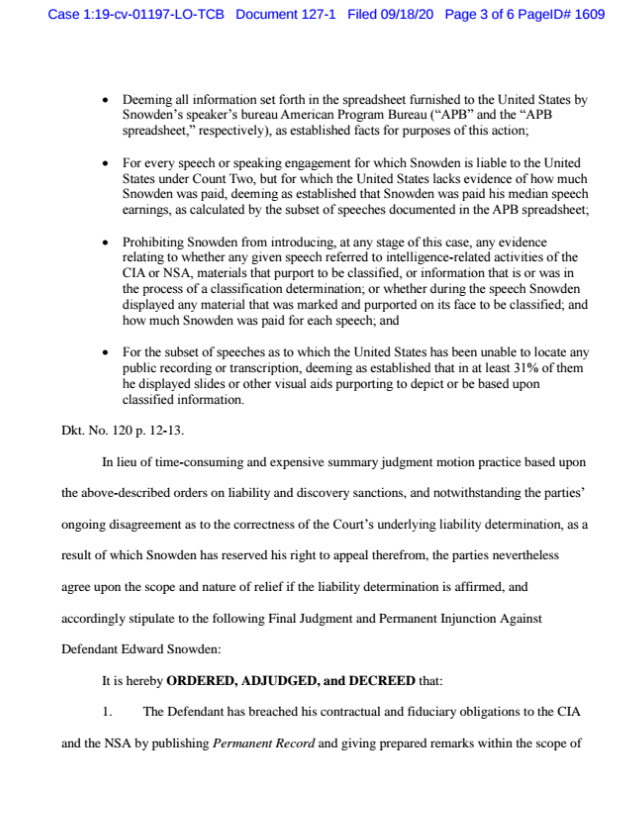 Case 1:19-cv-01197-LO-TCB Document 127-1 Filed 09/18/20 Page 3 of 6 PageID# 1609
• Deeming all information set forth in the spreadsheet furnished to the United States by
Snowden's speaker's bureau American Program Bureau ("APB" and the "APB
spreadsheet," respectively), as established facts for purposes of this action;
• For every speech or speaking engagement for which Snowden is liable to the United
States under Count Two, but for which the United States lacks evidence of how much
Snowden was paid, deeming as established that Snowden was paid his median speech
earnings, as calculated by the subset of speeches documented in the APB spreadsheet;
• Prohibiting Snowden from introducing, at any stage of this case, any evidence
relating to whether any given speech referred to intelligence-related activities of the
CIA or NSA, materials that purport to be classified, or information that is or was in
the process of a classification determination; or whether during the speech Snowden
displayed any material that was marked and purported on its face to be classified; and
how much Snowden was paid for each speech; and
• For the subset of speeches as to which the United States has been unable to locate any
public recording or transcription, deeming as established that in at least 31% of them
he displayed slides or other visual aids purporting to depict or be based upon
classified information.
Dkt. No. 120 p. 12-13.
In lieu of time-consuming and expensive summary judgment motion practice based upon
the above-described orders on liability and discovery sanctions, and notwithstanding the parties'
ongoing disagreement as to the correctness of the Court's underlying liability determination, as a
result of which Snowden has reserved his right to appeal therefrom, the parties nevertheless
agree upon the scope and nature of relief if the liability determination is affirmed, and
accordingly stipulate to the following Final Judgment and Permanent Injunction Against
Defendant Edward Snowden:
It is hereby ORDERED, ADJUDGED, and DECREED that:
1. The Defendant has breached his contractual and fiduciary obligations to the CIA
and the NSA by publishing Permanent Record and giving prepared remarks within the scope of